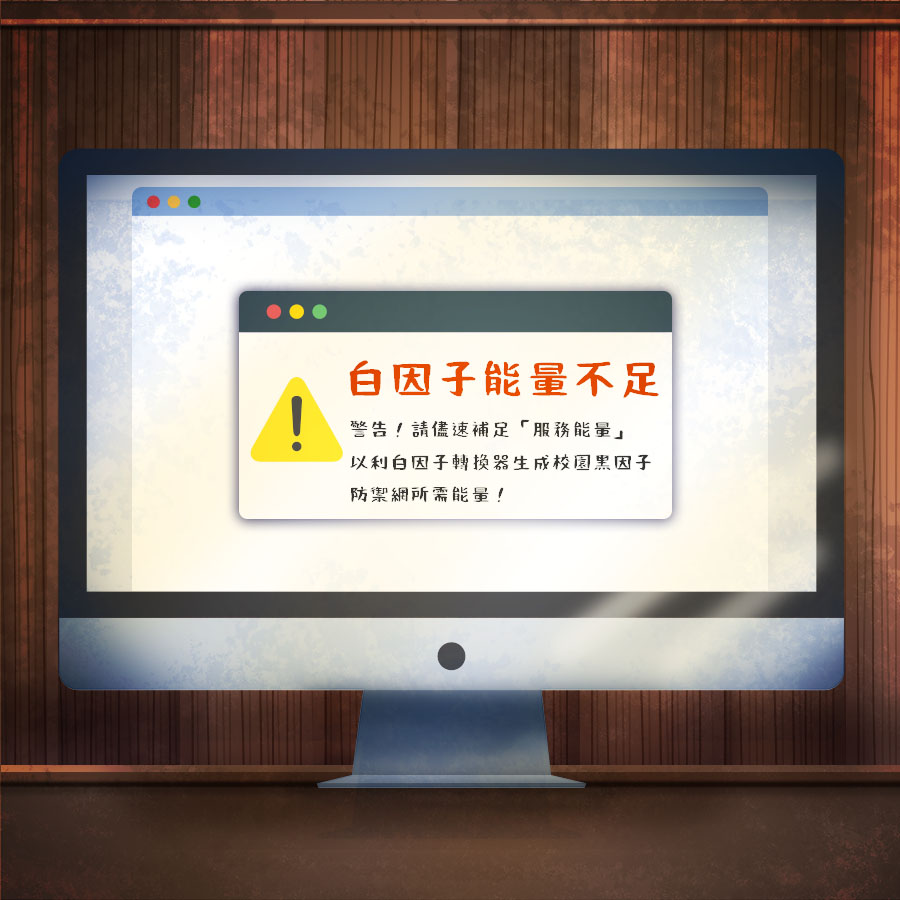 白因子能量不足
警告！請儘速補足「服務能量」
以利白因子轉換器生成校園黑因子
防禦網所需能量！